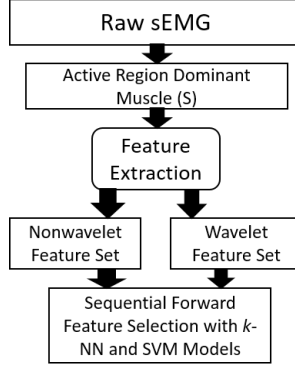 Raw sEMG
Active Region Dominant
Muscle (S)
Feature
Extraction
Nonwavelet
Feature Set
Wavelet
Feature Set
Sequential Forward
Feature Selection with k-
NN and SVM Models